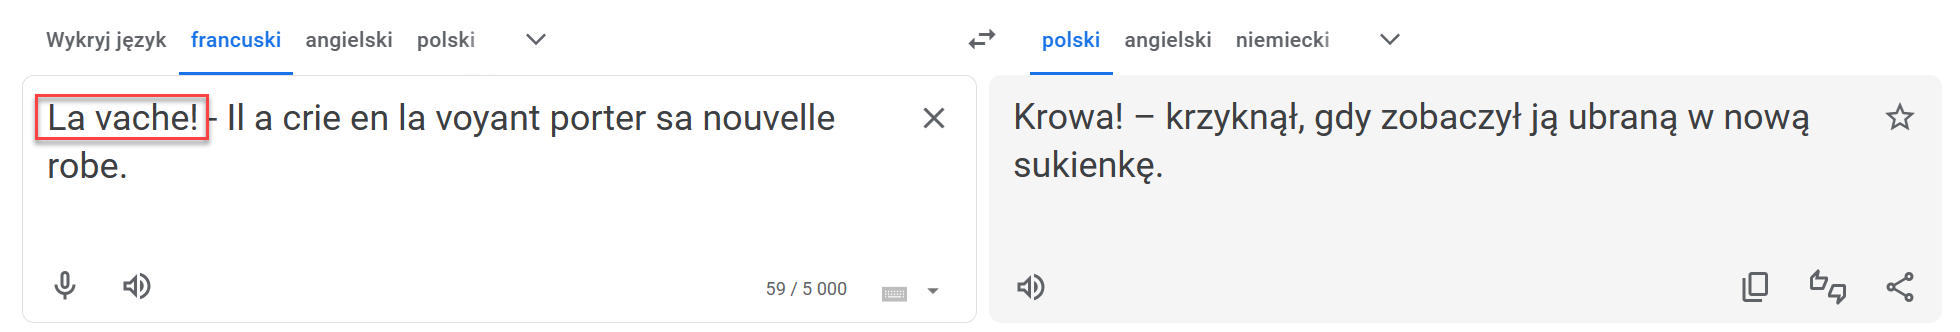 Wykryj język francuski angielski polski
polski angielski niemiecki
La vache! - Il a crie en la voyant porter sa nouvelle
robe.
59 / 5 000
Krowa! – krzyknął, gdy zobaczył ją ubraną w nową
sukienkę.